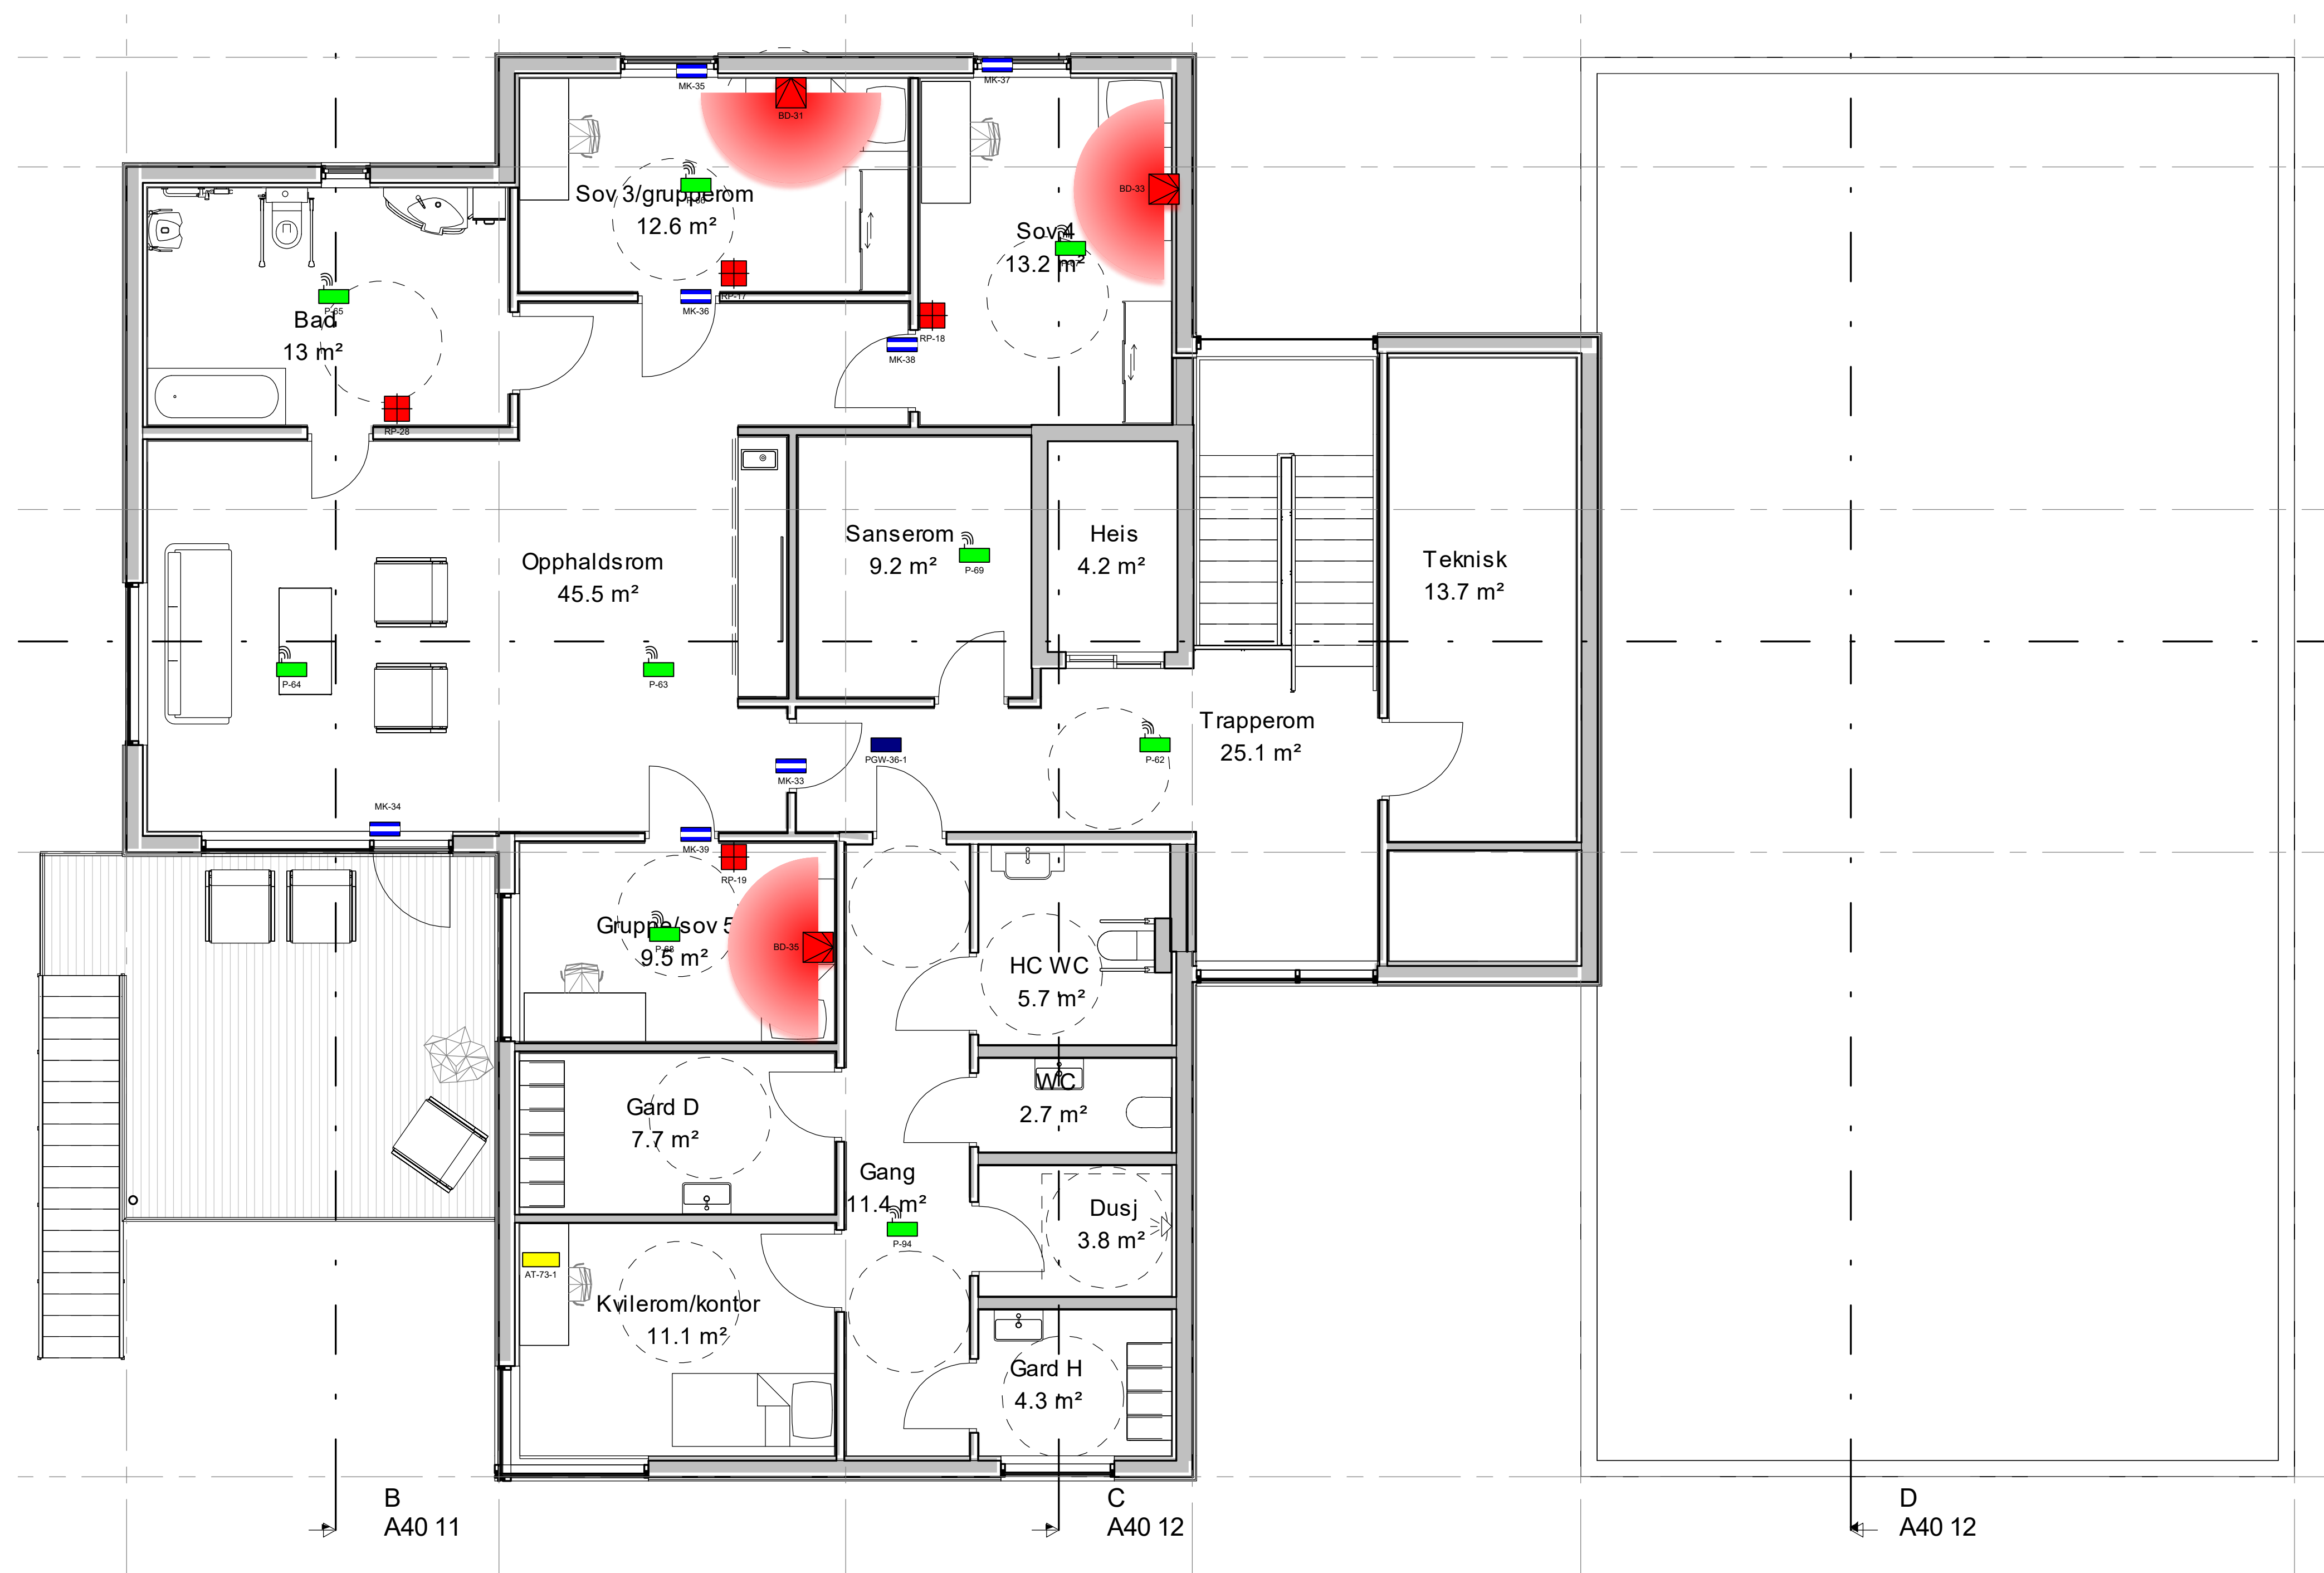 MK-35
MK-37
BD-31
BD-33
Sov 3/grupperom
12.6 m²
Sov 4
13.2 m²
RP-17
MK-36
RP-18
MK-38
P-65
Bad
13 m²
RP-28
Opphaldsrom
45.5 m²
Sanserom
9.2 m²
P-69
Heis
4.2 m²
Teknisk
13.7 m²
P-64
P-63
Trapperom
25.1 m²
MK-33
PGW-36-1
P-62
MK-34
MK-39
RP-19
Gruppe/sov 5
9.5 m²
P-68
BD-35
HC WC
5.7 m²
WC
2.7 m²
Gard D
7.7 m²
Gang
11.4 m²
P-94
Dusj
3.8 m²
AT-73-1
Kvilerom/kontor
11.1 m²
Gard H
4.3 m²
B
A40 11
C
A40 12
D
A40 12